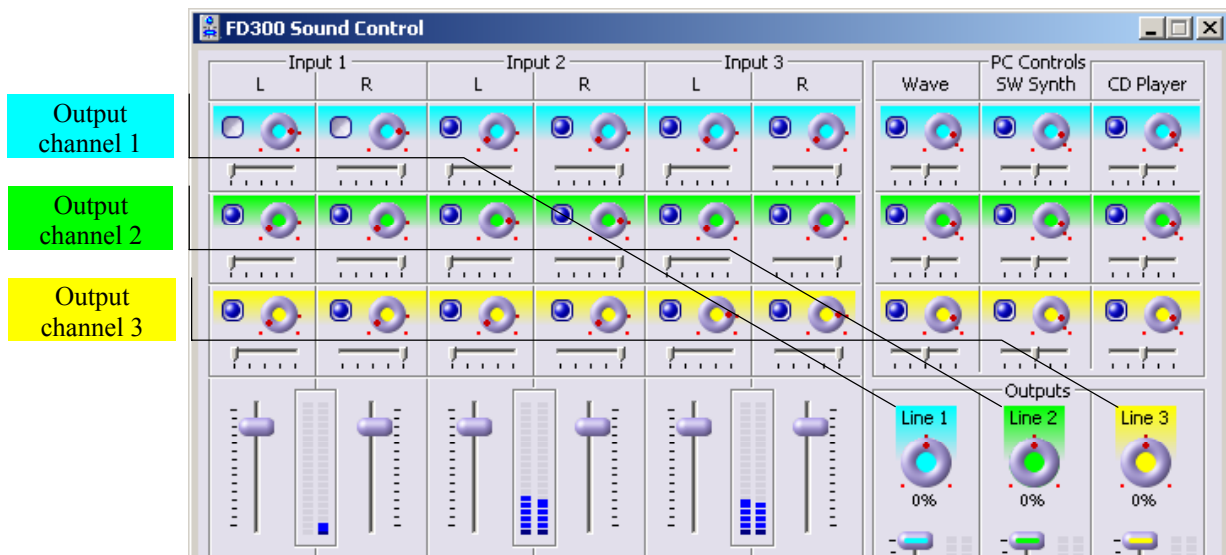 FD300 Sound Control
Input 1
Input 2
Input 3
PC Controls
L
R
L
R
L
R
Wave
SW Synth
CD Player
Output
channel 1
Output
channel 2
Output
channel 3
Outputs
Line 1
Line 2
Line 3
0%
0%
0%